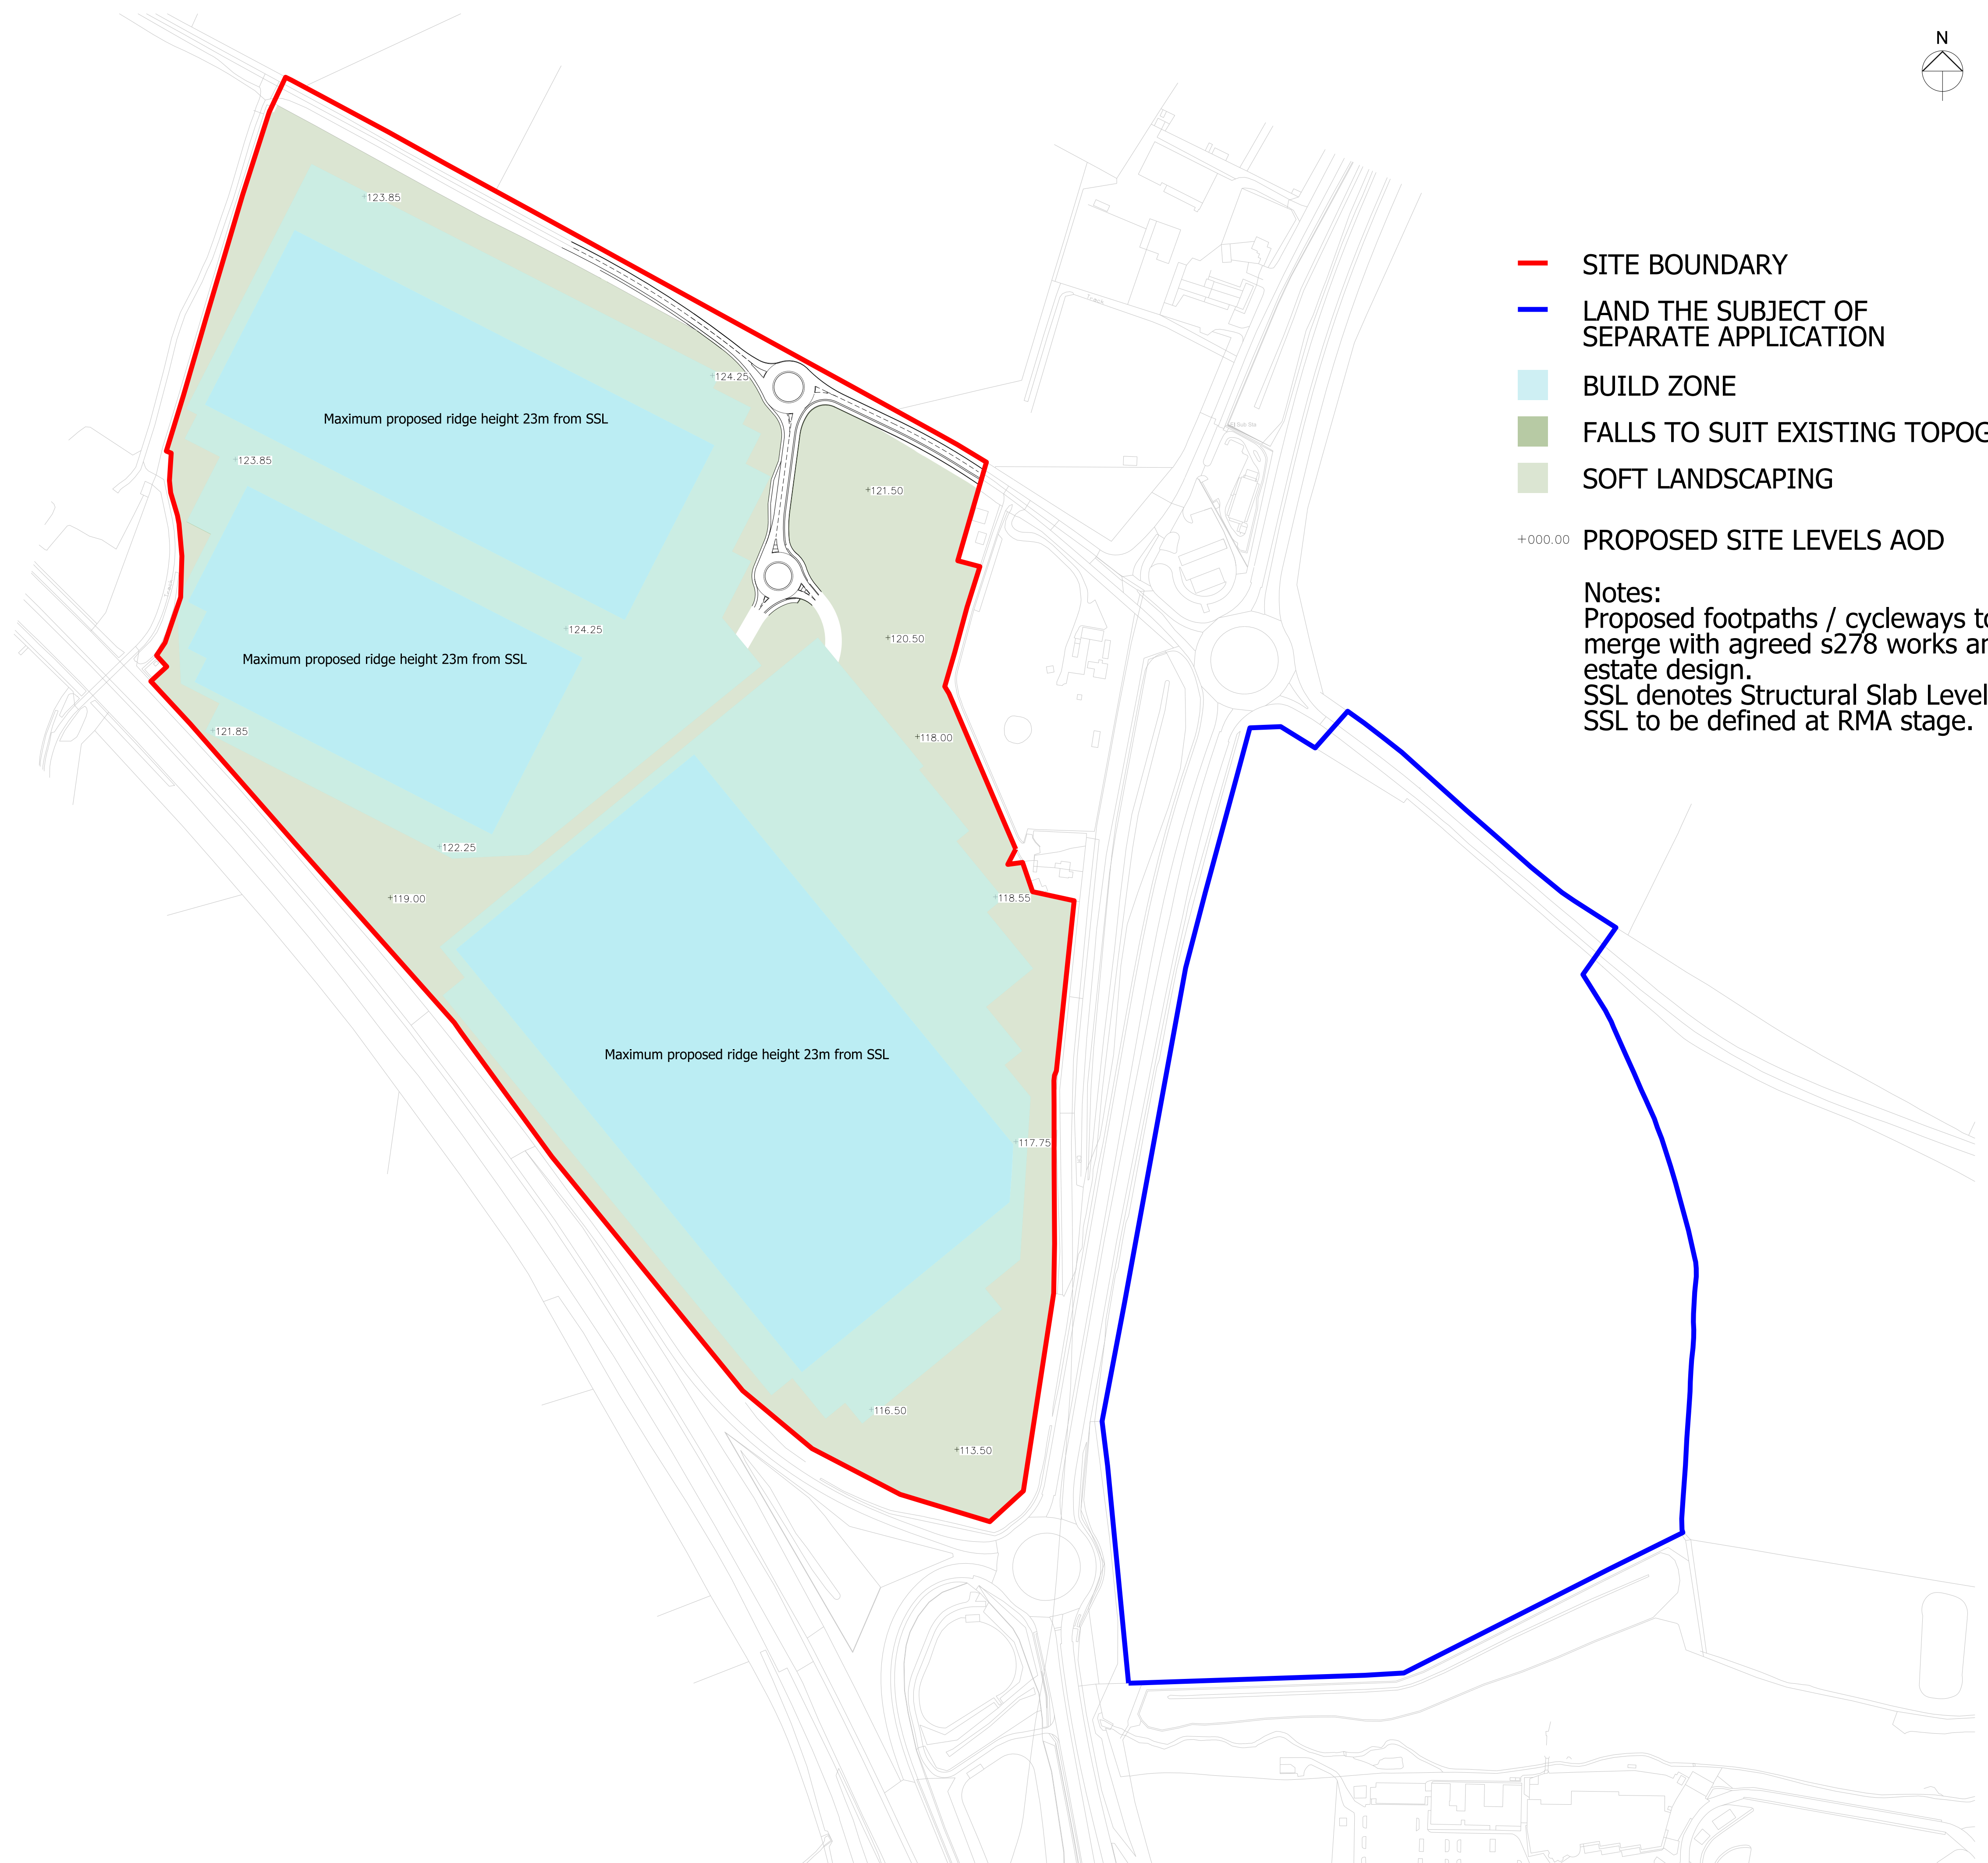 N
SITE BOUNDARY
LAND THE SUBJECT OF
SEPARATE APPLICATION
BUILD ZONE
FALLS TO SUIT EXISTING TOPOG
SOFT LANDSCAPING
+000.00 PROPOSED SITE LEVELS AOD
Notes:
Proposed footpaths / cycleways to
merge with agreed s278 works an
estate design.
SSL denotes Structural Slab Level
SSL to be defined at RMA stage.
+123.85
+124.25
Maximum proposed ridge height 23m from SSL
+123.85
+121.50
+124.25
+120.50
Maximum proposed ridge height 23m from SSL
+121.85
+118.00
+122.25
+119.00
+118.55
Maximum proposed ridge height 23m from SSL
+117.75
+116.50
+113.50